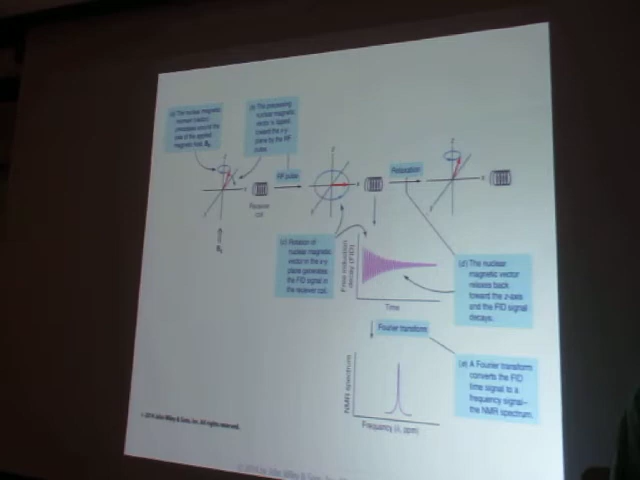 (a) The nuclear magnetic
moment (vector)
precesses around the
axis of the applied
magnetic field, B₀.
(b) The precessing
nuclear magnetic
vector is tipped
toward the x-y
plane by the RF
pulse.
RF pulse
Relaxation
Receiver
coil
(c) Rotation of
nuclear magnetic
vector in the x-y
plane generates
the FID signal in
the receiver coil.
Free induction
decay (FID)
Time
(d) The nuclear
magnetic vector
relaxes back
toward the z-axis
and the FID signal
decays.
Fourier transform
(e) A Fourier transform
converts the FID
time signal to a
frequency signal–
the NMR spectrum.
NMR spectrum
Frequency (δ, ppm)
© 2014 John Wiley & Sons, Inc. All rights reserved.